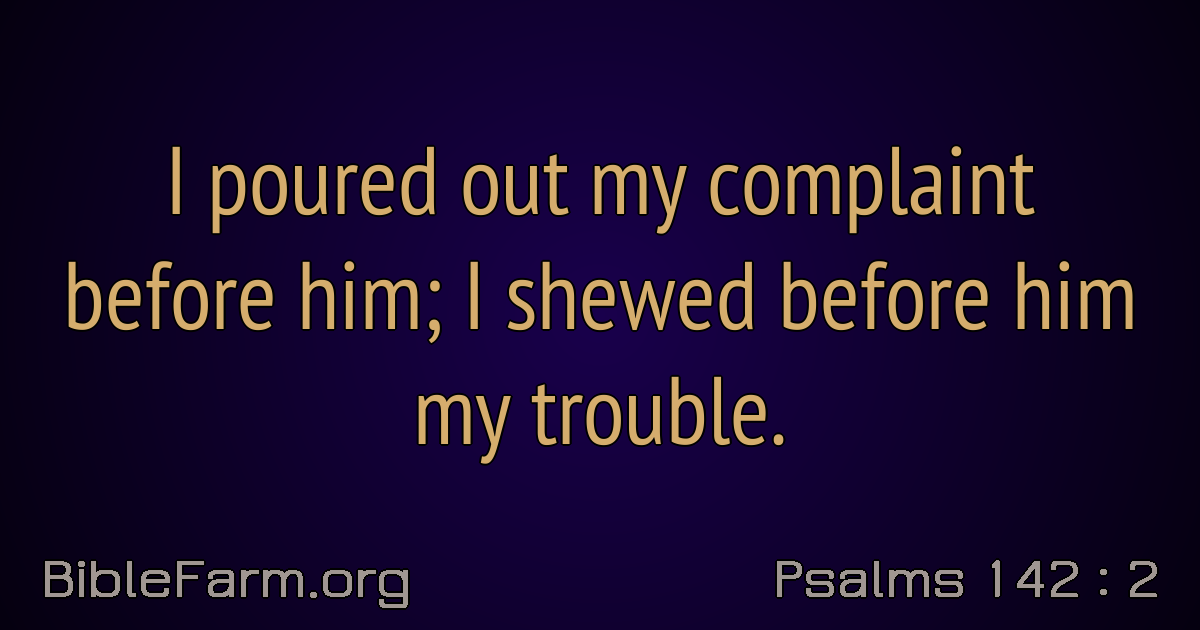 I poured out my complaint
before him; I shewed before him
my trouble.
BibleFarm.org
Psalms 142 : 2